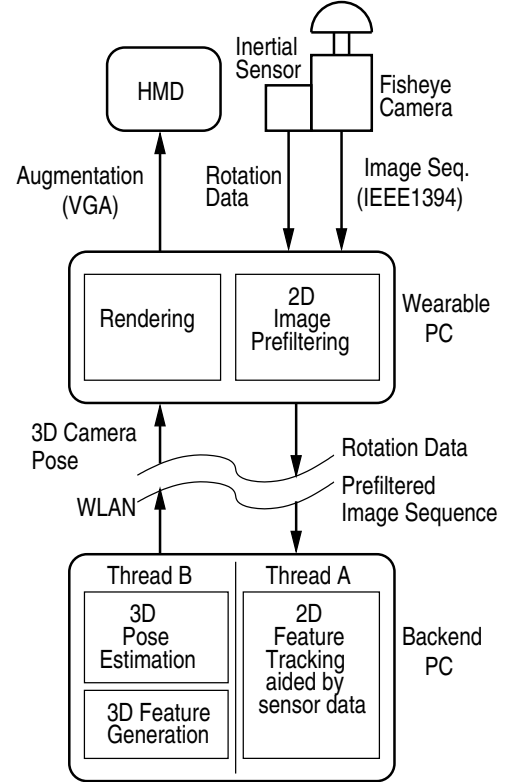 Inertial
Sensor
HMD
Fisheye
Camera
Augmentation
(VGA)
Rotation
Data
Image Seq.
(IEEE1394)
Rendering
2D
Image
Prefiltering
Wearable
PC
3D Camera
Pose
WLAN
Rotation Data
Prefiltered
Image Sequence
Thread B
Thread A
3D
Pose
Estimation
3D Feature
Generation
2D
Feature
Tracking
aided by
sensor data
Backend
PC